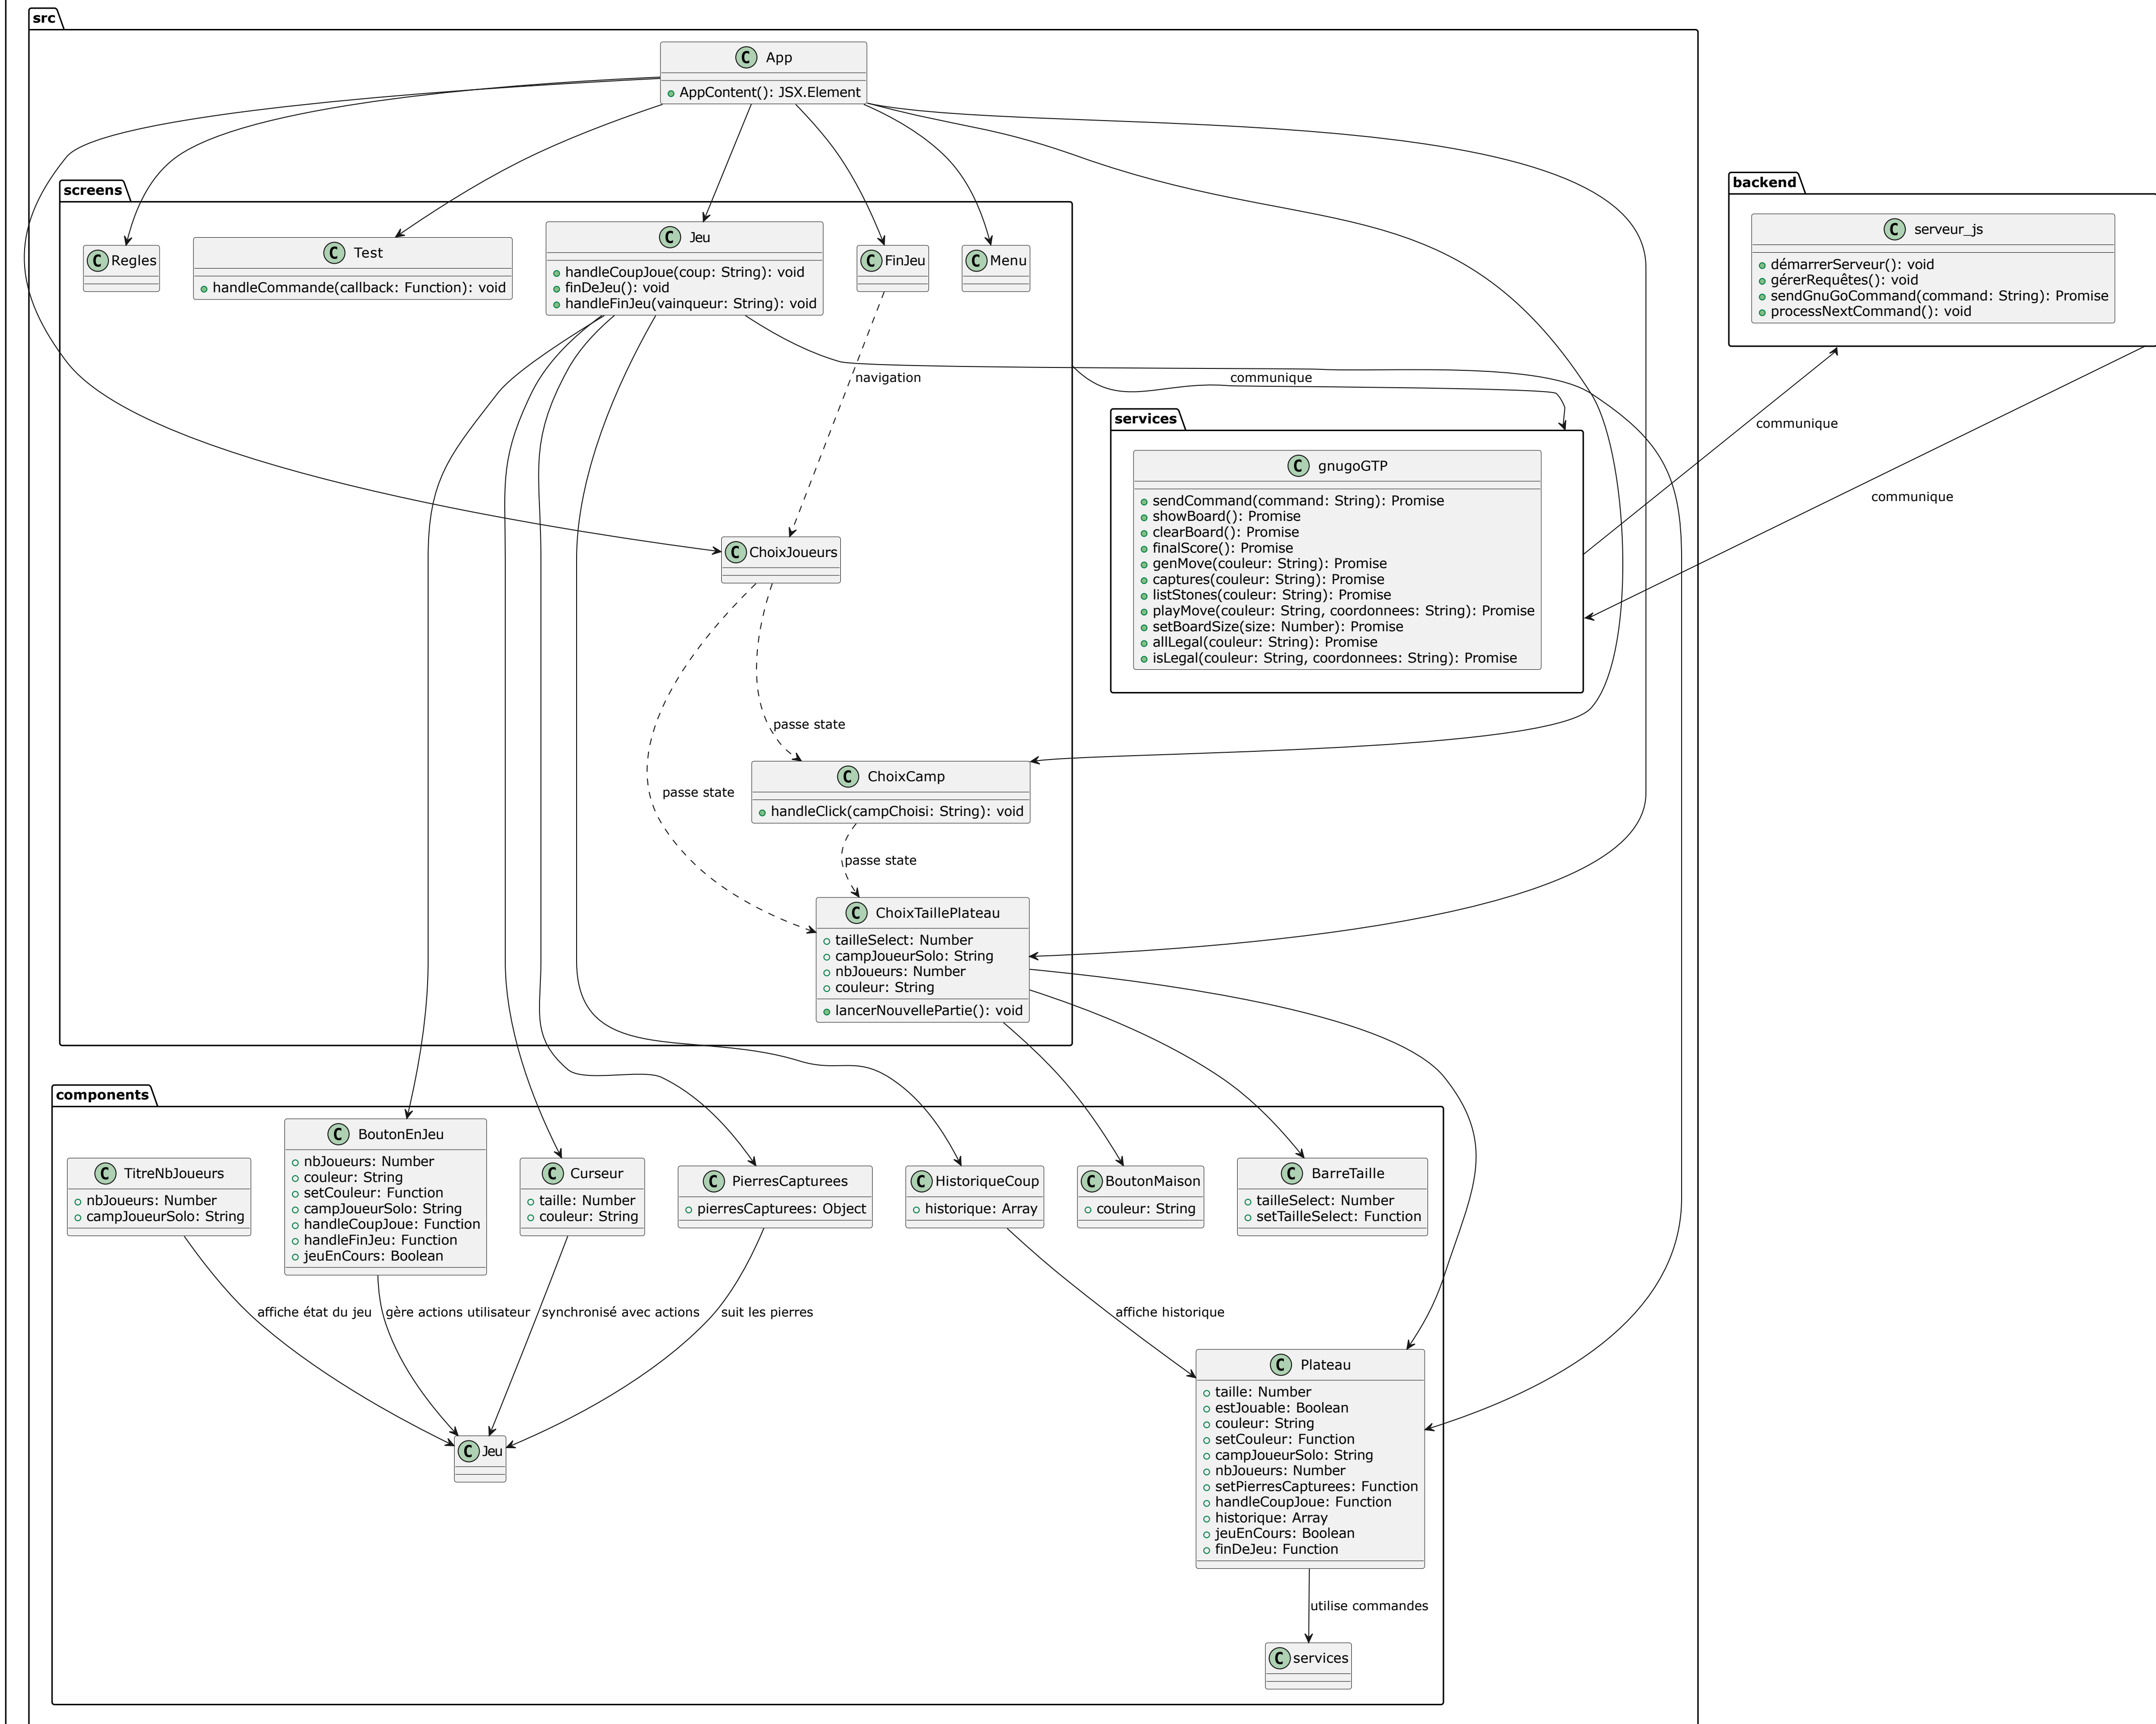 src
C App
AppContent(): JSX.Element
screens
C Regles
C Test
handleCommande(callback: Function): void
C Jeu
handleCoupJoue(coup: String): void
finDeJeu(): void
handleFinJeu(vainqueur: String): void
C FinJeu
C Menu
backend
C serveur_js
démarrerServeur(): void
gérerRequêtes(): void
sendGnuGoCommand(command: String): Promise
processNextCommand(): void
navigation
communique
communique
communique
services
C gnugoGTP
sendCommand(command: String): Promise
showBoard(): Promise
clearBoard(): Promise
finalScore(): Promise
genMove(couleur: String): Promise
captures(couleur: String): Promise
listStones(couleur: String): Promise
playMove(couleur: String, coordonnees: String): Promise
setBoardSize(size: Number): Promise
allLegal(couleur: String): Promise
isLegal(couleur: String, coordonnees: String): Promise
C ChoixJoueurs
passe state
passe state
C ChoixCamp
handleClick(campChoisi: String): void
passe state
C ChoixTaillePlateau
tailleSelect: Number
campJoueurSolo: String
nbJoueurs: Number
couleur: String
lancerNouvellePartie(): void
components
C TitreNbJoueurs
nbJoueurs: Number
campJoueurSolo: String
C BoutonEnJeu
nbJoueurs: Number
couleur: String
setCouleur: Function
campJoueurSolo: String
handleCoupJoue: Function
handleFinJeu: Function
jeuEnCours: Boolean
C Curseur
taille: Number
couleur: String
C PierresCapturees
pierresCapturees: Object
C HistoriqueCoup
historique: Array
C BoutonMaison
couleur: String
C BarreTaille
tailleSelect: Number
setTailleSelect: Function
affiche état du jeu
gère actions utilisateur
synchronisé avec actions
suit les pierres
affiche historique
C Jeu
C Plateau
taille: Number
estJouable: Boolean
couleur: String
setCouleur: Function
campJoueurSolo: String
nbJoueurs: Number
setPierresCapturees: Function
handleCoupJoue: Function
historique: Array
jeuEnCours: Boolean
finDeJeu: Function
utilise commandes
C services